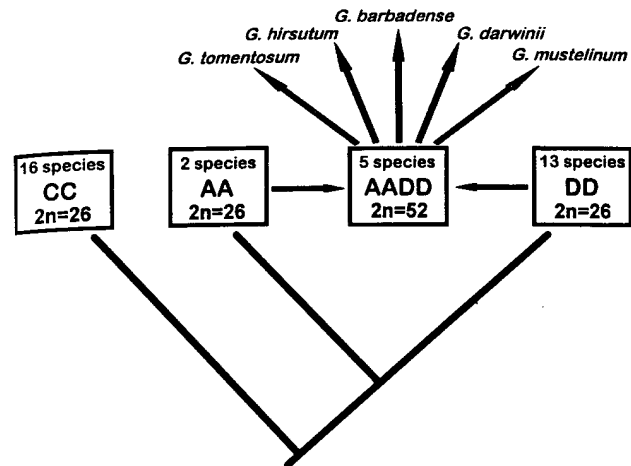 G. barbadense
G. hirsutum
G. darwinii
G. tomentosum
G. mustelinum
16 species
CC
2n=26
2 species
AA
2n=26
5 species
AADD
2n=52
13 species
DD
2n=26